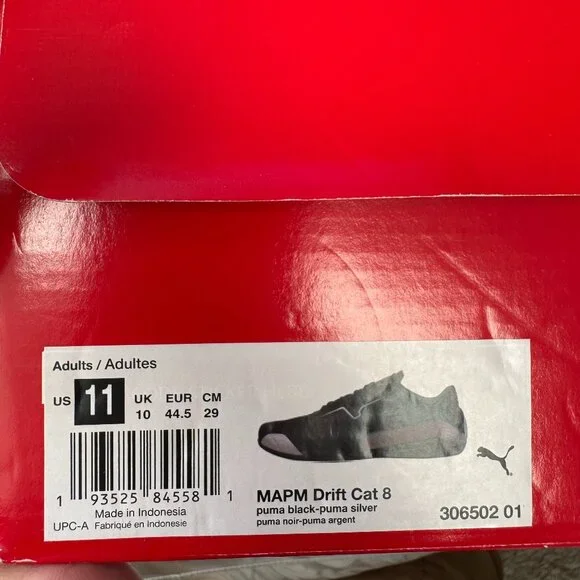 Adults / Adultes
US 11 UK 10 EUR 44.5 CM 29
1 93525 84558 1
Made in Indonesia
UPC-A Fabriqué en Indonesie
MAPM Drift Cat 8
puma black-puma silver
puma noir-puma argent
306502 01